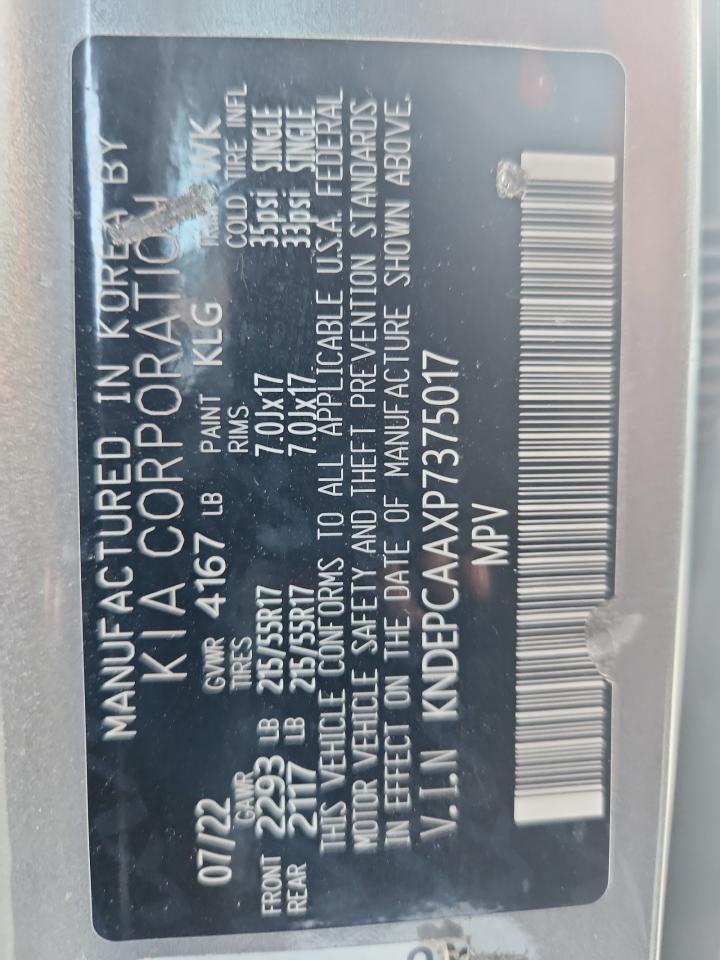 MANUFACTURED IN KOREA BY
KIA CORPORATION
07/22 GVWR 4167 LB PAINT KLG TRIM WK
GAWR TIRES RIMS COLD TIRE INFL
FRONT 2293 LB 215/55R17 7.0Jx17 35psi SINGLE
REAR 2117 LB 215/55R17 7.0Jx17 33psi SINGLE
THIS VEHICLE CONFORMS TO ALL APPLICABLE U.S.A. FEDERAL
MOTOR VEHICLE SAFETY AND THEFT PREVENTION STANDARDS
IN EFFECT ON THE DATE OF MANUFACTURE SHOWN ABOVE.
V.I.N KNDEPCAAXP7375017
MPV